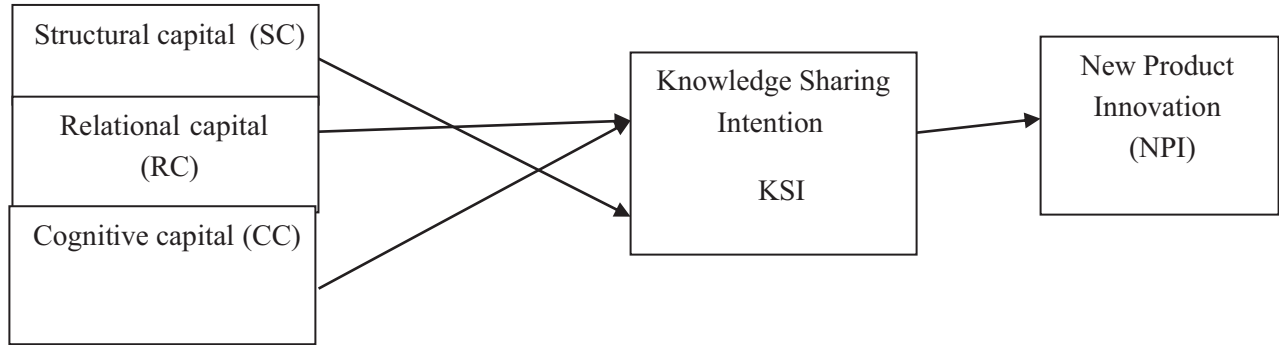 Structural capital (SC)
Relational capital
(RC)
Cognitive capital (CC)
Knowledge Sharing
Intention
KSI
New Product
Innovation
(NPI)